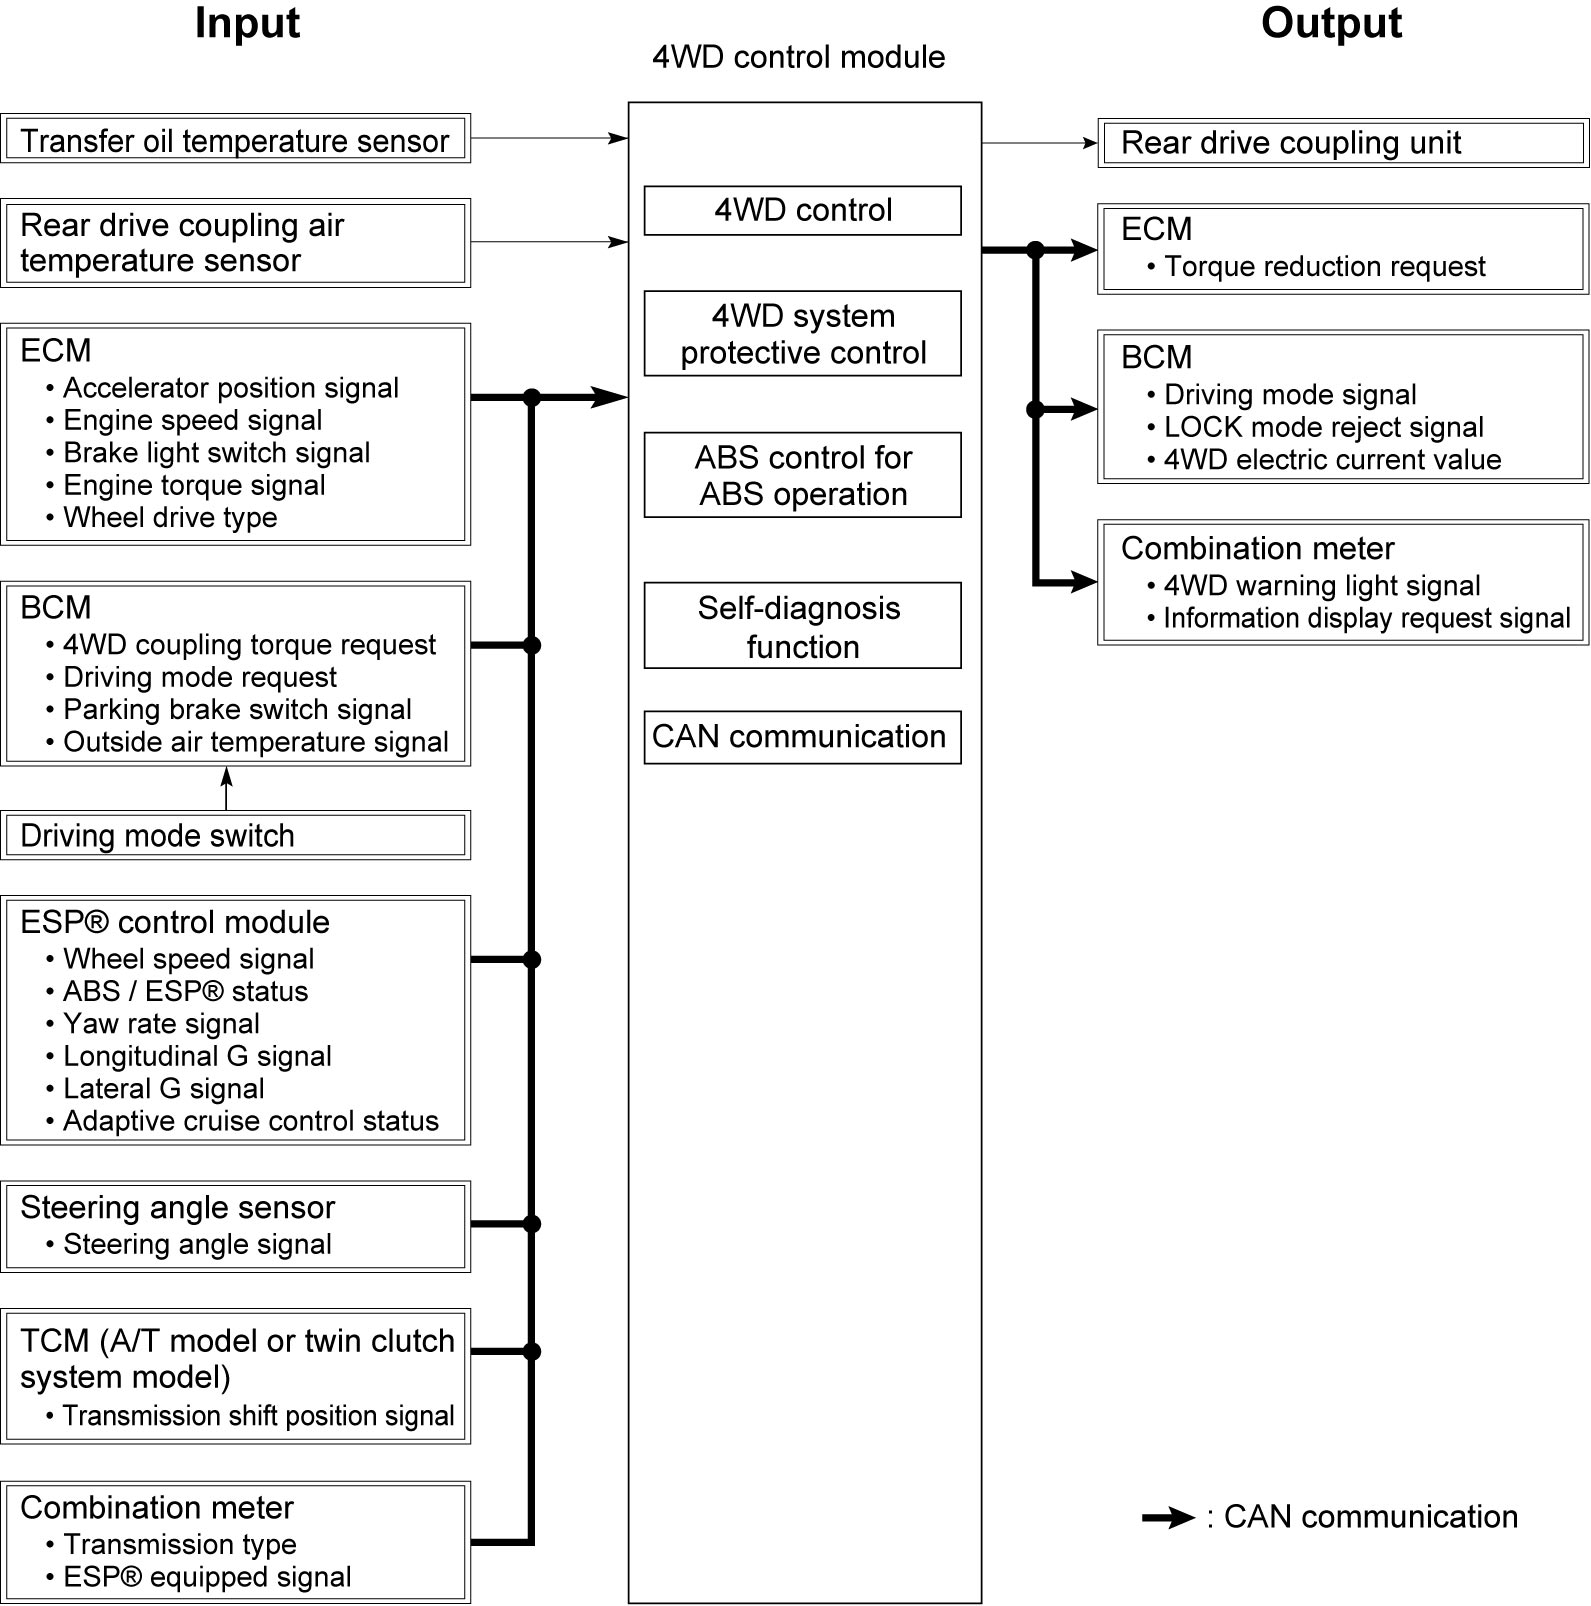 Input
Output
4WD control module
Transfer oil temperature sensor
Rear drive coupling air
temperature sensor
ECM
• Accelerator position signal
• Engine speed signal
• Brake light switch signal
• Engine torque signal
• Wheel drive type
BCM
• 4WD coupling torque request
• Driving mode request
• Parking brake switch signal
• Outside air temperature signal
Driving mode switch
ESP® control module
• Wheel speed signal
• ABS / ESP® status
• Yaw rate signal
• Longitudinal G signal
• Lateral G signal
• Adaptive cruise control status
Steering angle sensor
• Steering angle signal
TCM (A/T model or twin clutch
system model)
• Transmission shift position signal
Combination meter
• Transmission type
• ESP® equipped signal
4WD control
4WD system
protective control
ABS control for
ABS operation
Self-diagnosis
function
CAN communication
Rear drive coupling unit
ECM
• Torque reduction request
BCM
• Driving mode signal
• LOCK mode reject signal
• 4WD electric current value
Combination meter
• 4WD warning light signal
• Information display request signal
: CAN communication